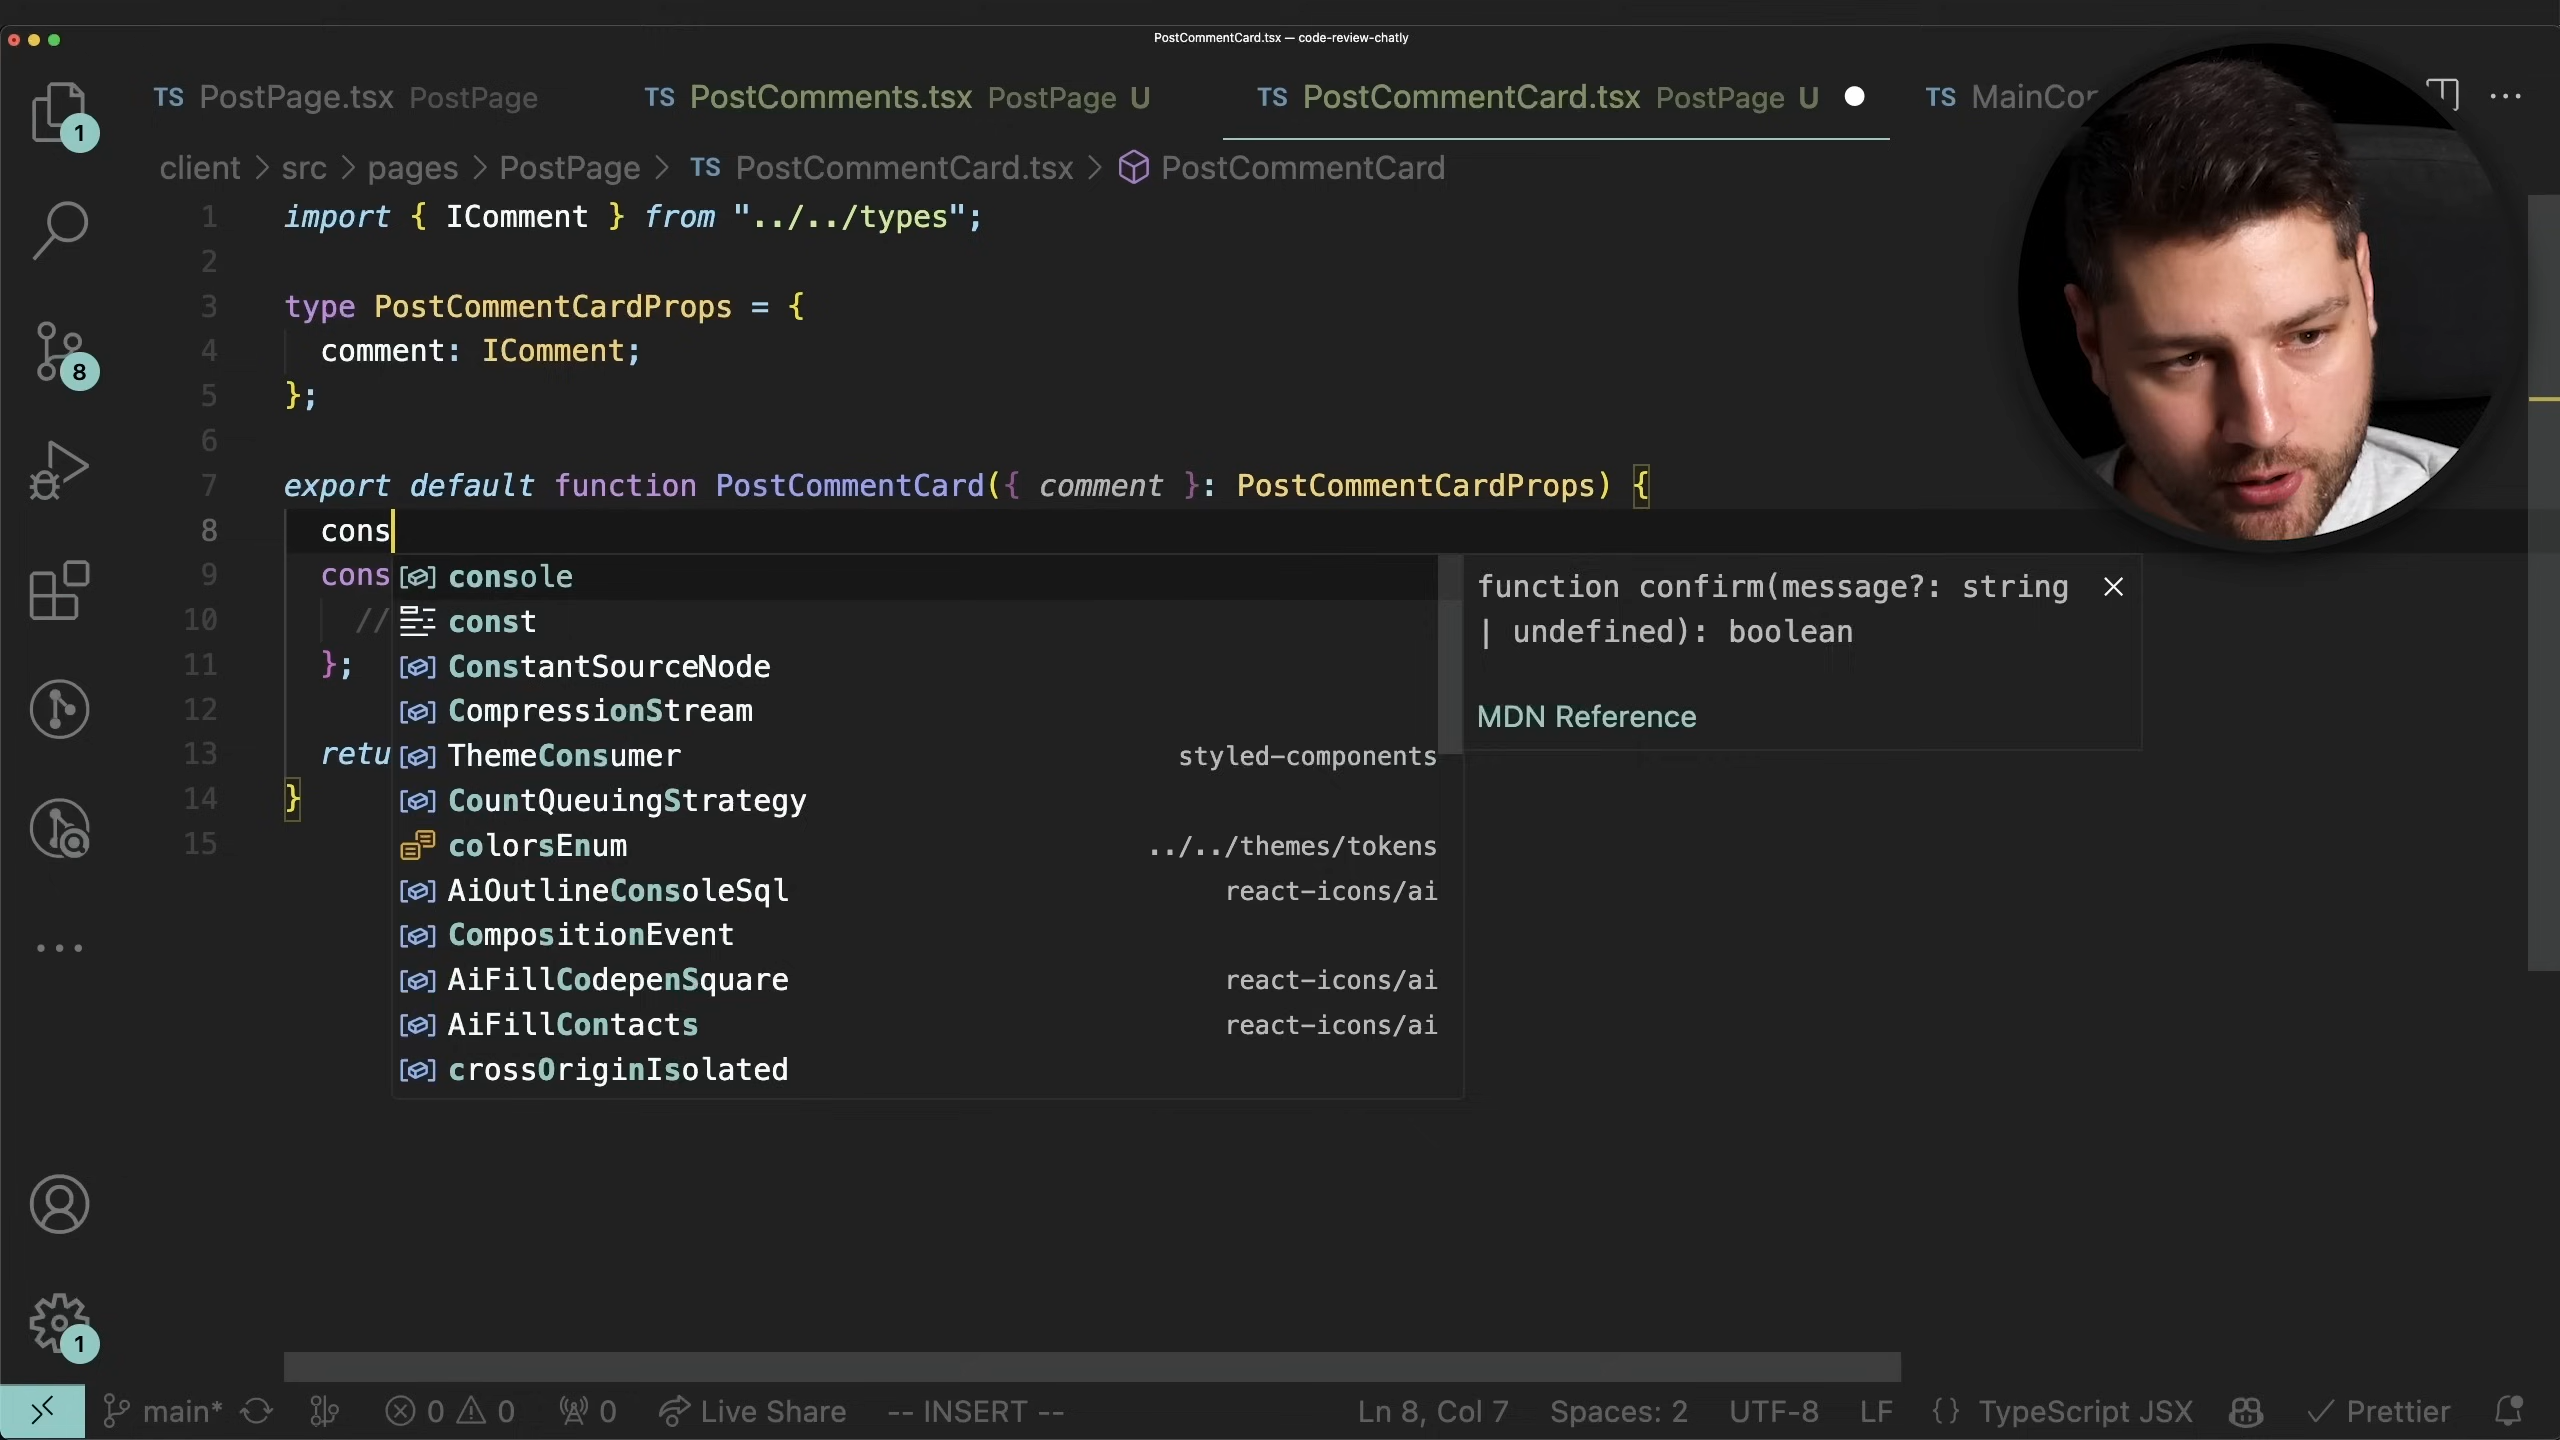 PostCommentCard.tsx — code-review-chatly
TS PostPage.tsx PostPage
TS PostComments.tsx PostPage U
TS PostCommentCard.tsx PostPage U
TS MainCor
client > src > pages > PostPage > TS PostCommentCard.tsx > PostCommentCard
1 import { IComment } from "../../types";
2
3 type PostCommentCardProps = {
4 comment: IComment;
5 };
6
7 export default function PostCommentCard({ comment }: PostCommentCardProps) {
8 cons
9 cons
10 //
11 };
12
13 retu
14 }
15
console
const
ConstantSourceNode
CompressionStream
ThemeConsumer styled-components
CountQueuingStrategy
colorsEnum ../../themes/tokens
AiOutlineConsoleSql react-icons/ai
CompositionEvent
AiFillCodepenSquare react-icons/ai
AiFillContacts react-icons/ai
crossOriginIsolated
function confirm(message?: string
| undefined): boolean
MDN Reference
1
8
1
main* 0 0 0 Live Share -- INSERT -- Ln 8, Col 7 Spaces: 2 UTF-8 LF {} TypeScript JSX Prettier